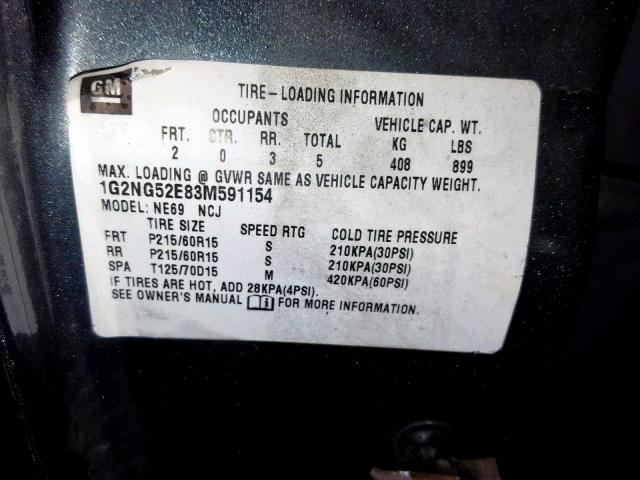 GM
TIRE-LOADING INFORMATION
OCCUPANTS VEHICLE CAP. WT.
FRT. CTR. RR. TOTAL KG LBS
2 0 3 5 408 899
MAX. LOADING @ GVWR SAME AS VEHICLE CAPACITY WEIGHT.
1G2NG52E83M591154
MODEL: NE69 NCJ
TIRE SIZE SPEED RTG COLD TIRE PRESSURE
FRT P215/60R15 S 210KPA(30PSI)
RR P215/60R15 S 210KPA(30PSI)
SPA T125/70D15 M 420KPA(60PSI)
IF TIRES ARE HOT, ADD 28KPA(4PSI).
SEE OWNER'S MANUAL FOR MORE INFORMATION.